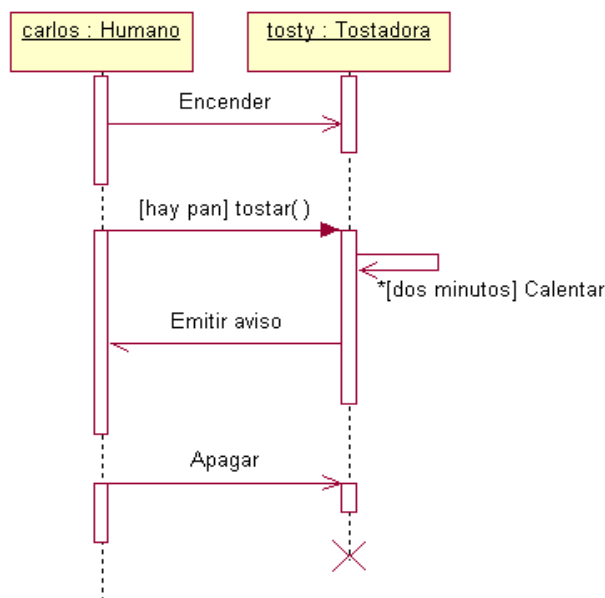 carlos : Humano
tosty : Tostadora
Encender
[hay pan] tostar( )
*[dos minutos] Calentar
Emitir aviso
Apagar